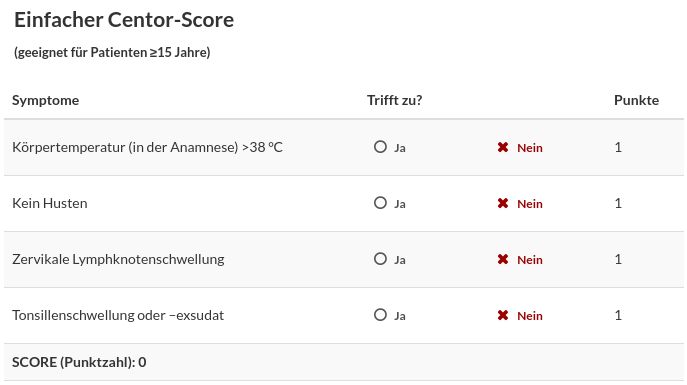 Einfacher Centor-Score
(geeignet für Patienten ≥15 Jahre)
Symptome Trifft zu? Punkte
Körpertemperatur (in der Anamnese) >38 °C Ja Nein 1
Kein Husten Ja Nein 1
Zervikale Lymphknotenschwellung Ja Nein 1
Tonsillenschwellung oder –exsudat Ja Nein 1
SCORE (Punktzahl): 0